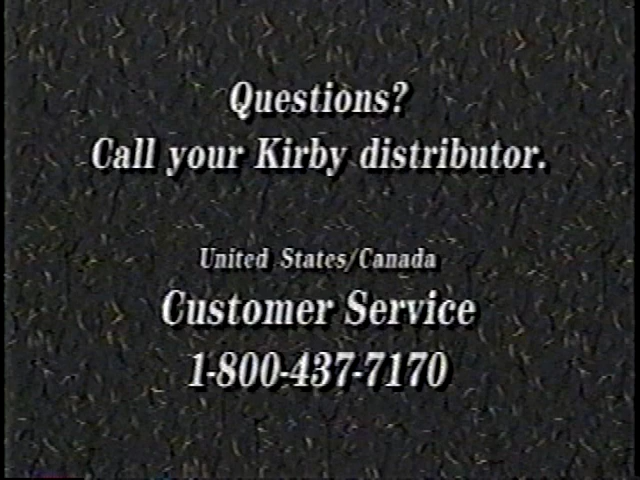 Questions?
Call your Kirby distributor.
United States/Canada
Customer Service
1-800-437-7170